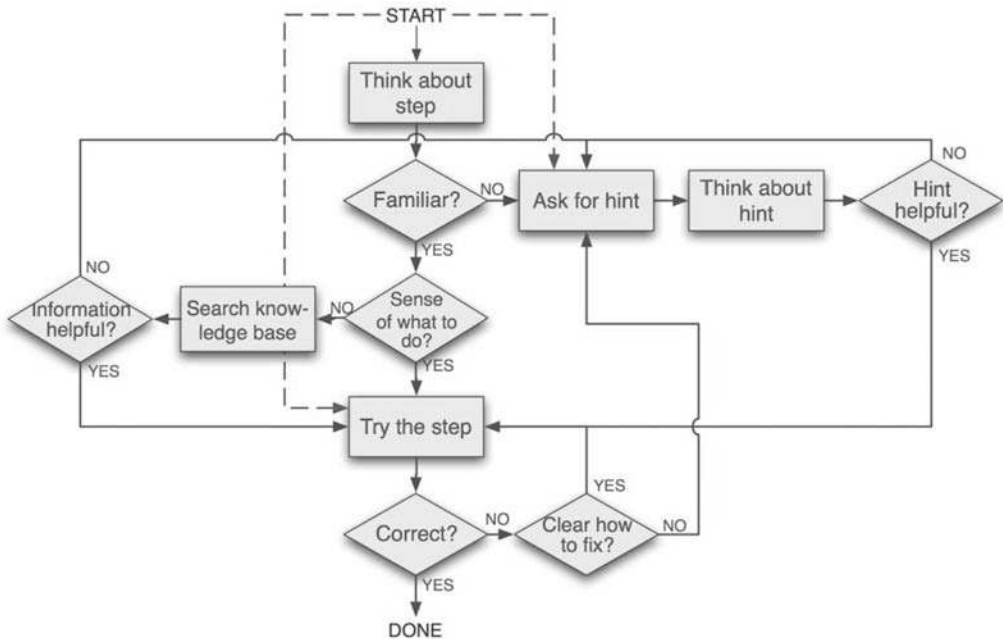 START
Think about
step
NO
NO
Familiar?
NO
Ask for hint
Think about
hint
Hint
helpful?
YES
YES
NO
Information
helpful?
Search know-
ledge base
NO
Sense
of what to
do?
YES
YES
Try the step
YES
Correct?
NO
Clear how
to fix?
NO
YES
DONE